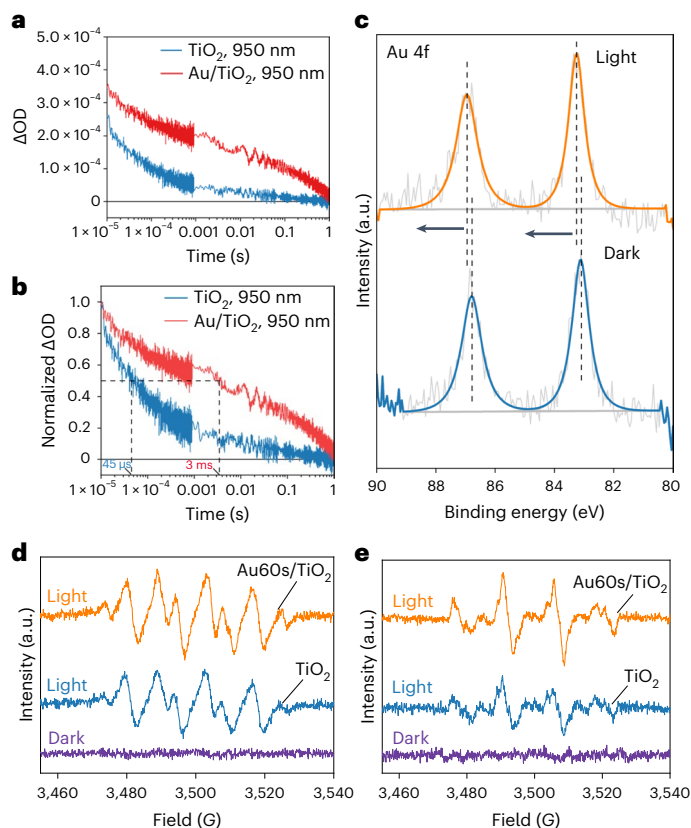 a
5.0 × 10⁻⁴
4.0 × 10⁻⁴
3.0 × 10⁻⁴
2.0 × 10⁻⁴
1.0 × 10⁻⁴
0
ΔOD
TiO₂, 950 nm
Au/TiO₂, 950 nm
1 × 10⁻⁵ 1 × 10⁻⁴ 0.001 0.01 0.1 1
Time (s)
b
1.0
0.8
0.6
0.4
0.2
0
Normalized ΔOD
TiO₂, 950 nm
Au/TiO₂, 950 nm
45 µs 3 ms
1 × 10⁻⁵ 1 × 10⁻⁴ 0.001 0.01 0.1 1
Time (s)
c
Au 4f
Light
Dark
Intensity (a.u.)
90 88 86 84 82 80
Binding energy (eV)
d
Light
Au60s/TiO₂
Light
TiO₂
Dark
Intensity (a.u.)
3,460 3,480 3,500 3,520 3,540
Field (G)
e
Au60s/TiO₂
Light
Light
TiO₂
Dark
Intensity (a.u.)
3,460 3,480 3,500 3,520 3,540
Field (G)